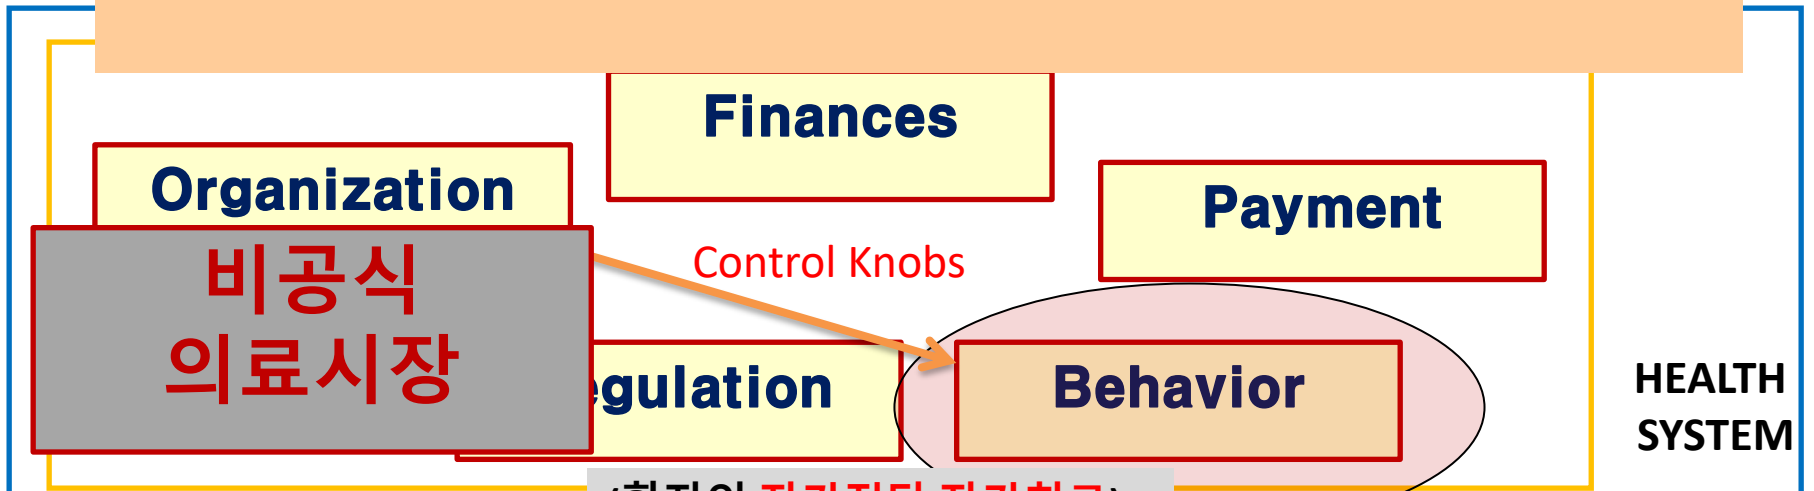 Finances
Organization
Payment
비공식
의료시장
Control Knobs
egulation
Behavior
HEALTH
SYSTEM